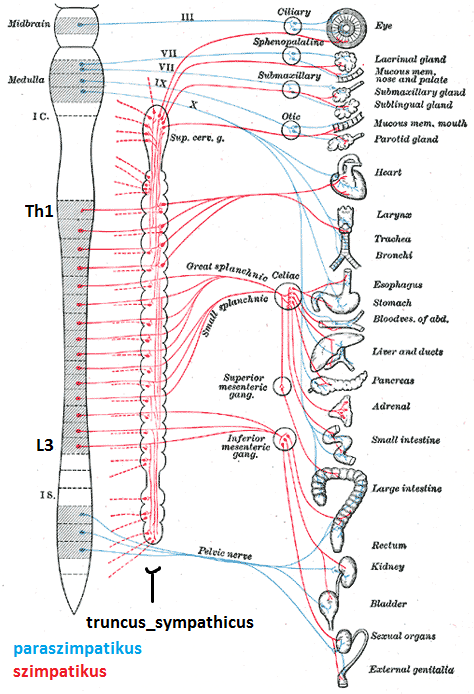 Midbrain
III
Ciliary
Eye
Sphenopalatine
VII
Lacrimal gland
Medulla
VII
Submaxillary
Mucous mem.
nose and palate
IX
Submaxillary gland
Sublingual gand
X
Otic
Mucous mem. mouth
I C.
Sup. cerv. g.
Parotid gland
Heart
Th1
Larynx
Trachea
Bronchi
Great splanchnic
Celiac
Esophagus
Small splanchnic
Stomach
Bloodves. of abd.
Liver and ducts
Superior
mesenteric
gang.
Pancreas
Adrenal
L3
Inferior
mesenteric
gang.
Small intestine
Large intestine
I S.
Rectum
Pelvic nerve
Kidney
Bladder
truncus_sympathicus
Sexual organs
paraszimpatikus
szimpatikus
External genitalia